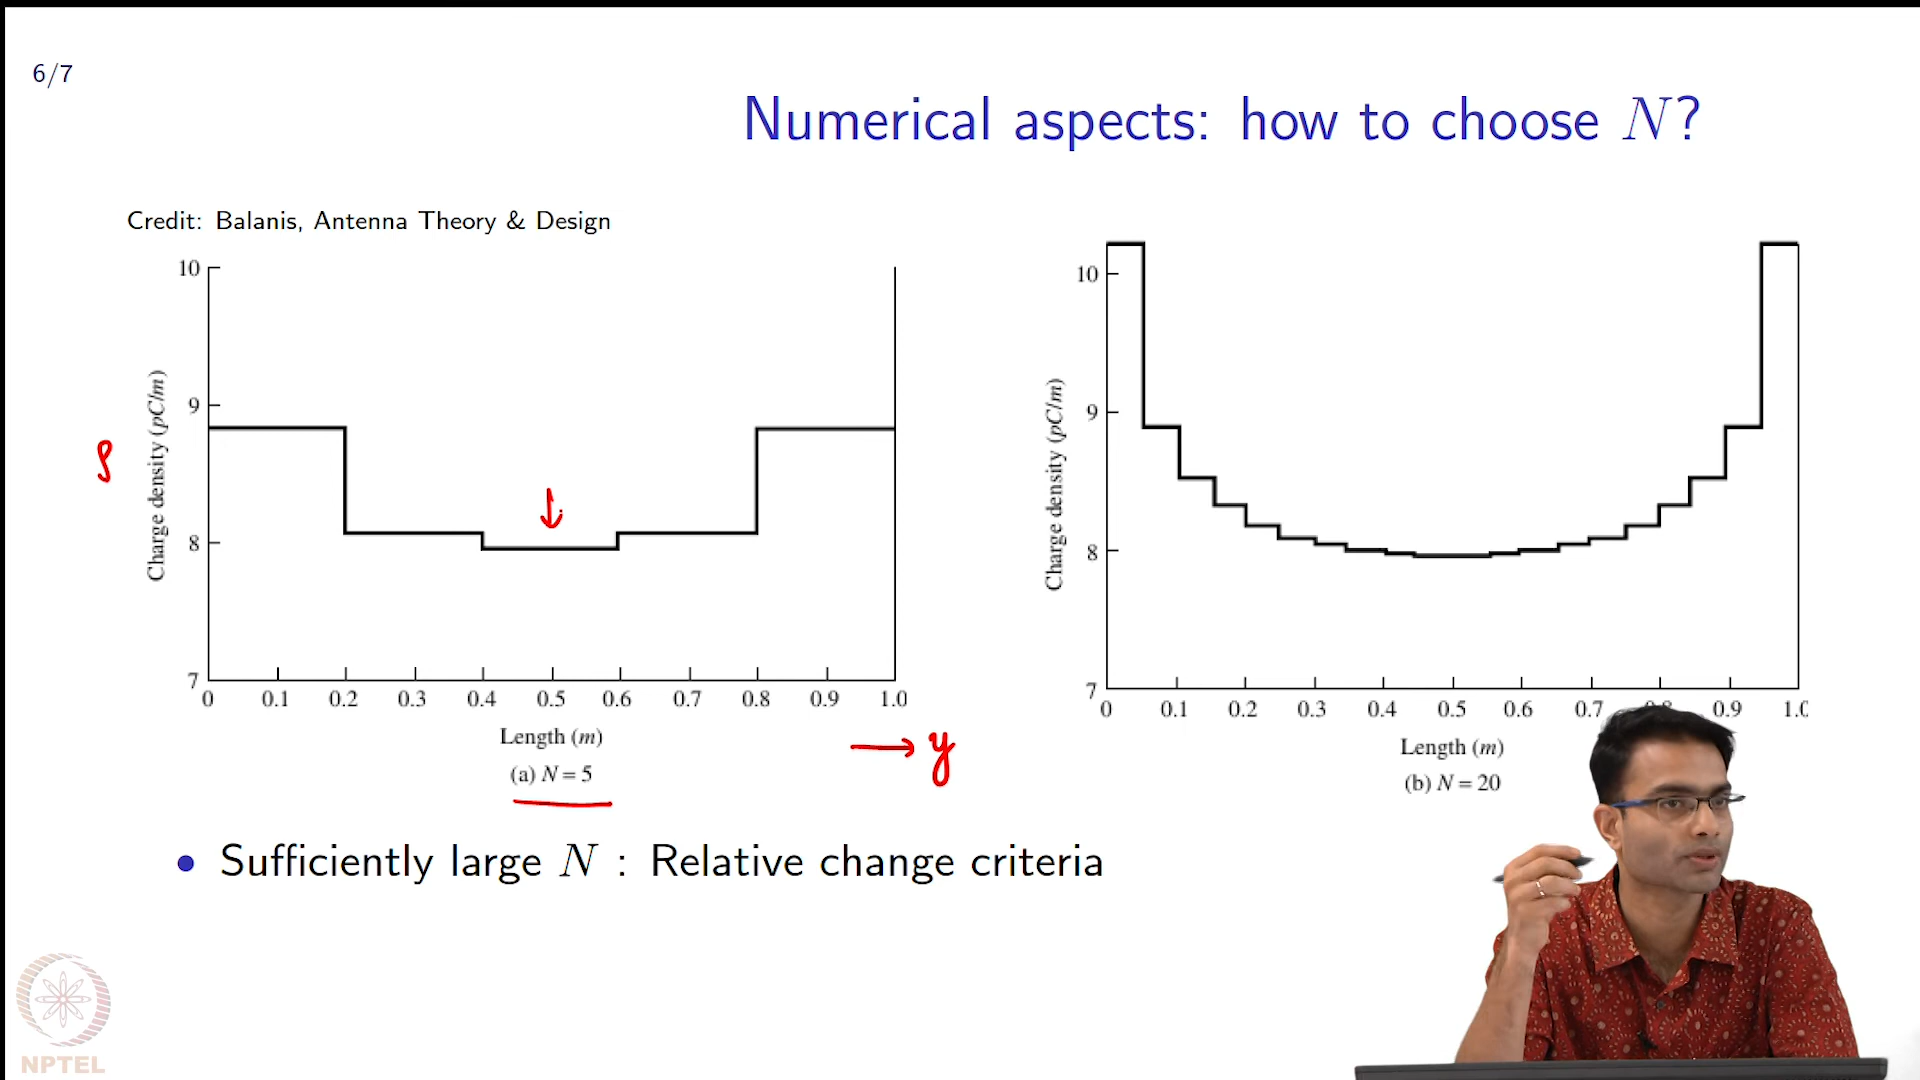 6/7
Numerical aspects: how to choose N?
Credit: Balanis, Antenna Theory & Design
10
9
8
7
Charge density (pC/m)
ρ
0 0.1 0.2 0.3 0.4 0.5 0.6 0.7 0.8 0.9 1.0
Length (m)
(a) N = 5
y
10
9
8
7
Charge density (pC/m)
0 0.1 0.2 0.3 0.4 0.5 0.6 0.7 0.9
Length (m)
(b) N = 20
• Sufficiently large N : Relative change criteria
NPTEL